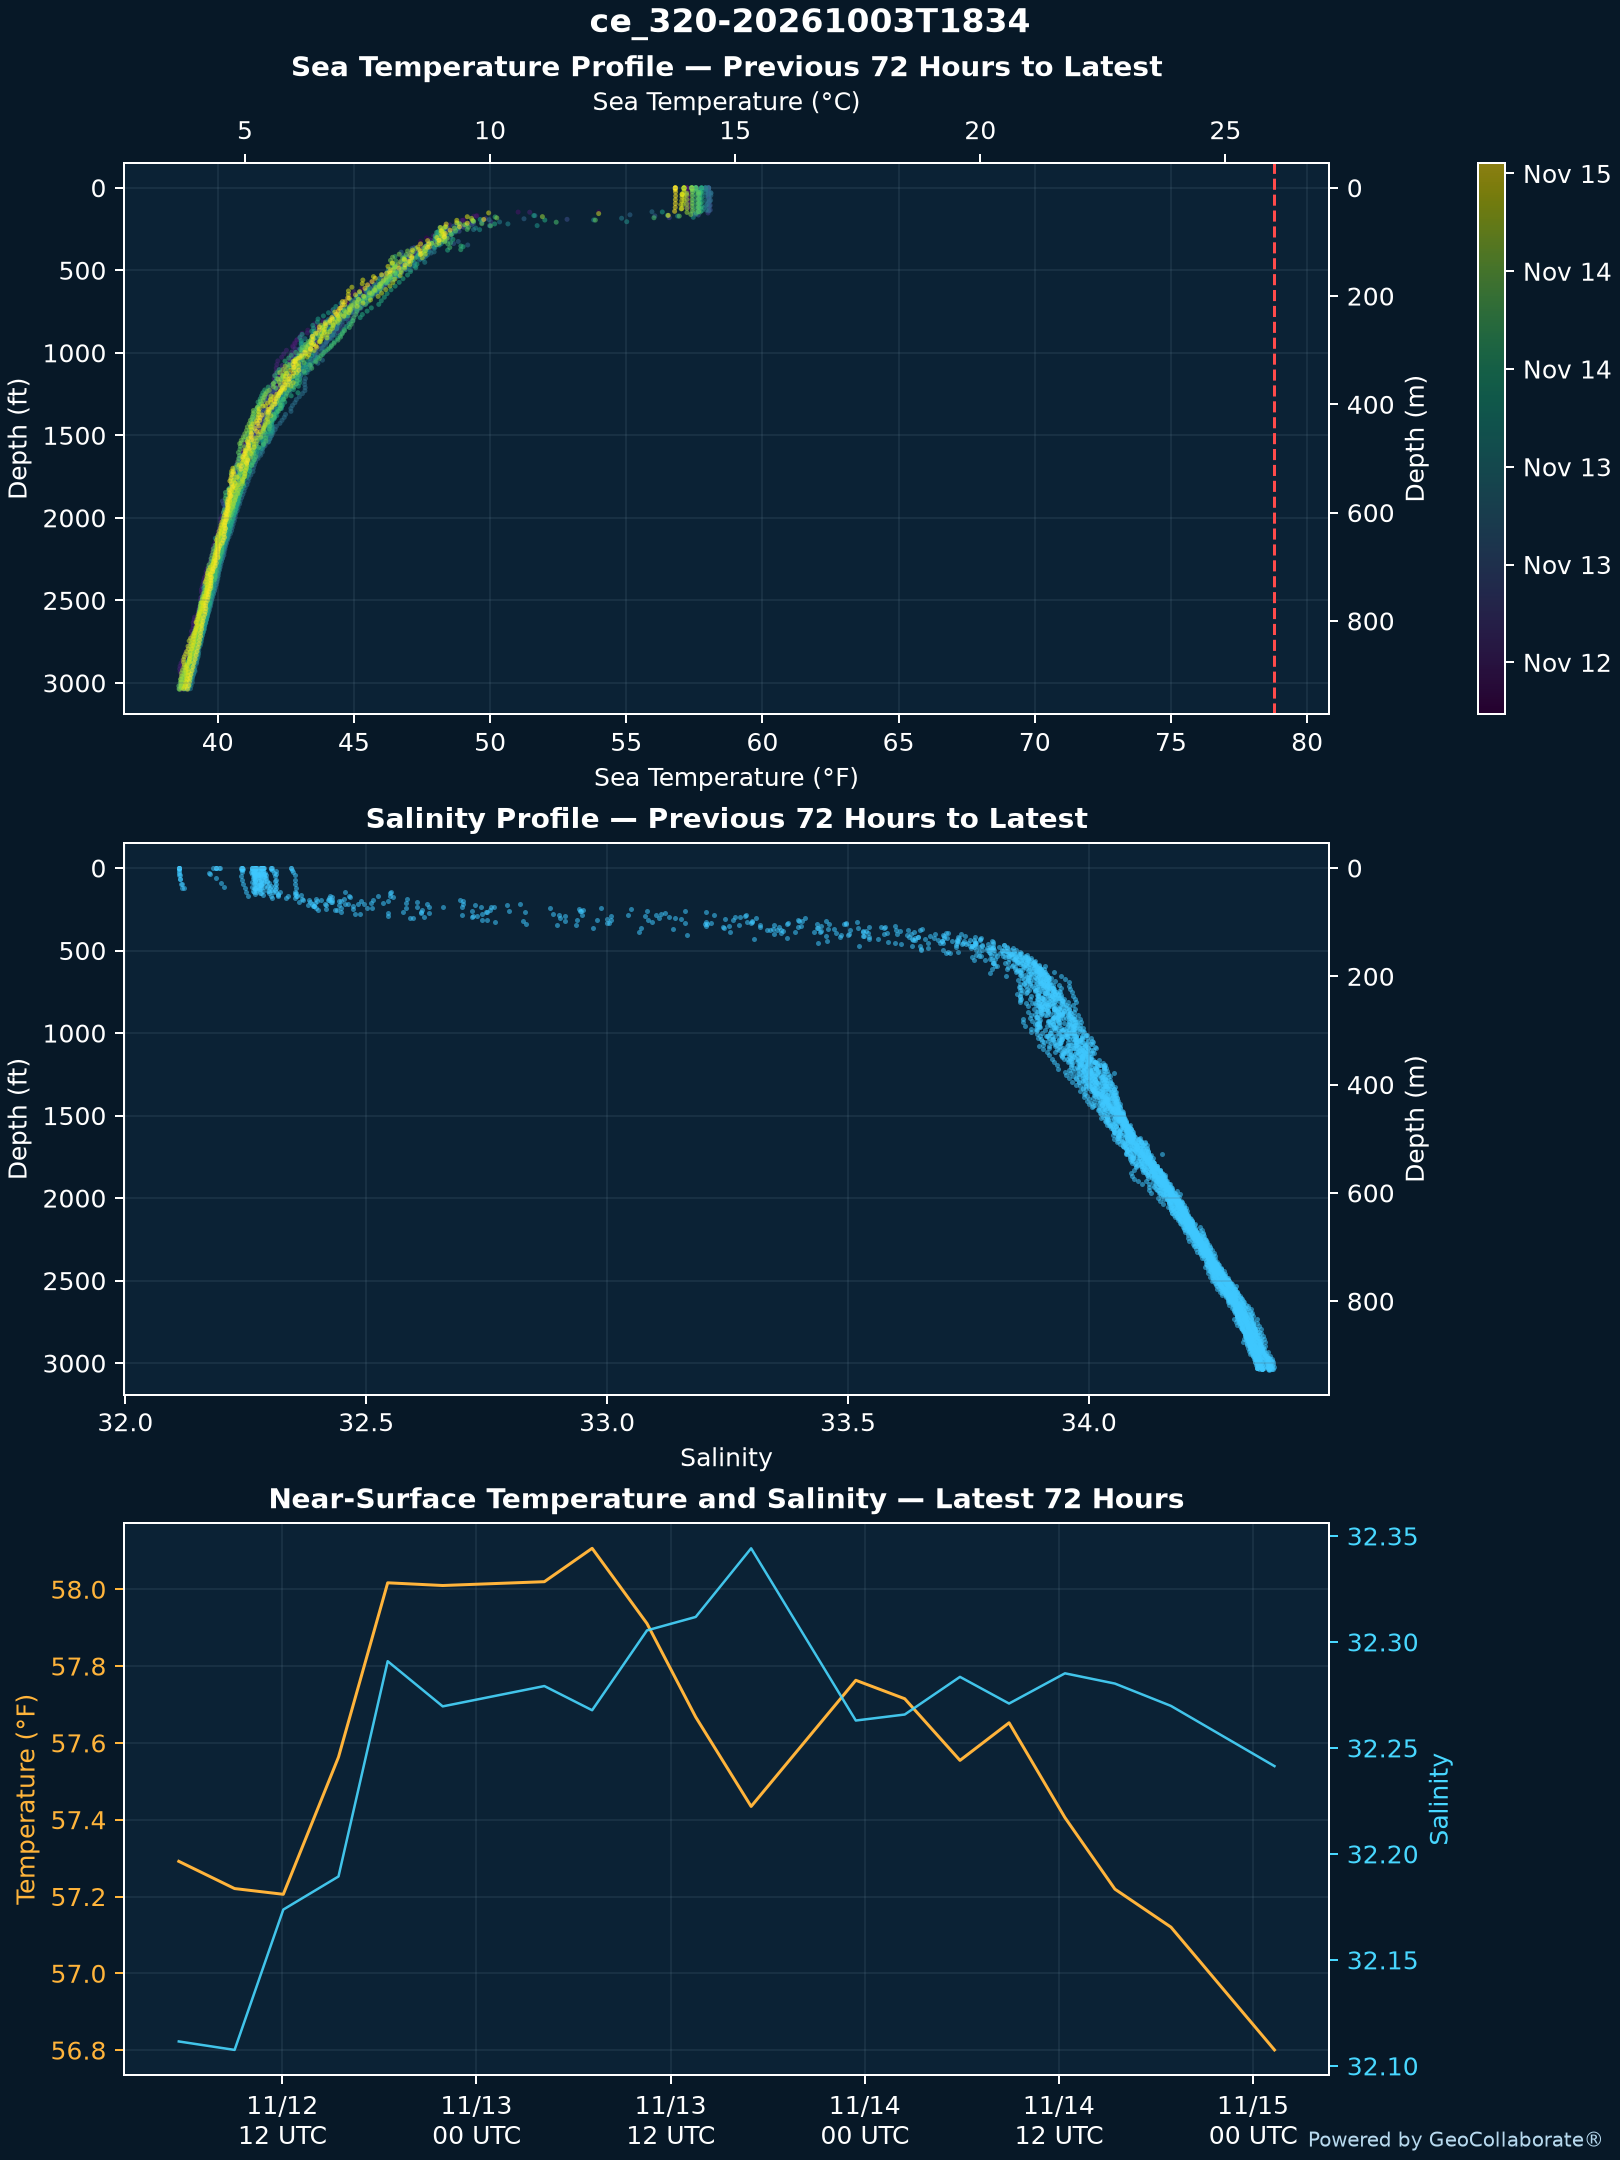 ce_320-20261003T1834
Sea Temperature Profile — Previous 72 Hours to Latest
Sea Temperature (°C)
5 10 15 20 25
0 500 1000 1500 2000 2500 3000
Depth (ft)
0 200 400 600 800
Depth (m)
40 45 50 55 60 65 70 75 80
Sea Temperature (°F)
Nov 15
Nov 14
Nov 14
Nov 13
Nov 13
Nov 12
Salinity Profile — Previous 72 Hours to Latest
0 500 1000 1500 2000 2500 3000
Depth (ft)
0 200 400 600 800
Depth (m)
32.0 32.5 33.0 33.5 34.0
Salinity
Near-Surface Temperature and Salinity — Latest 72 Hours
58.0 57.8 57.6 57.4 57.2 57.0 56.8
Temperature (°F)
32.35 32.30 32.25 32.20 32.15 32.10
Salinity
11/12 11/13 11/13 11/14 11/14 11/15
12 UTC 00 UTC 12 UTC 00 UTC 12 UTC 00 UTC
Powered by GeoCollaborate®